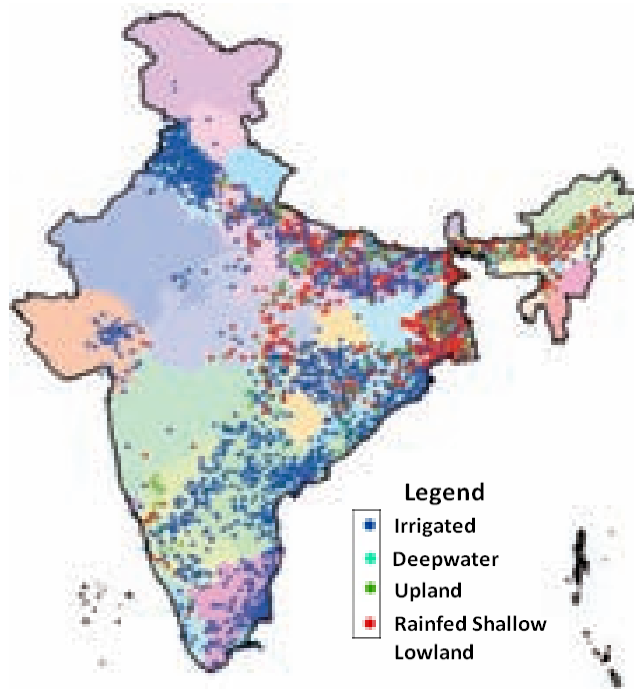 Legend
Irrigated
Deepwater
Upland
Rainfed Shallow
Lowland